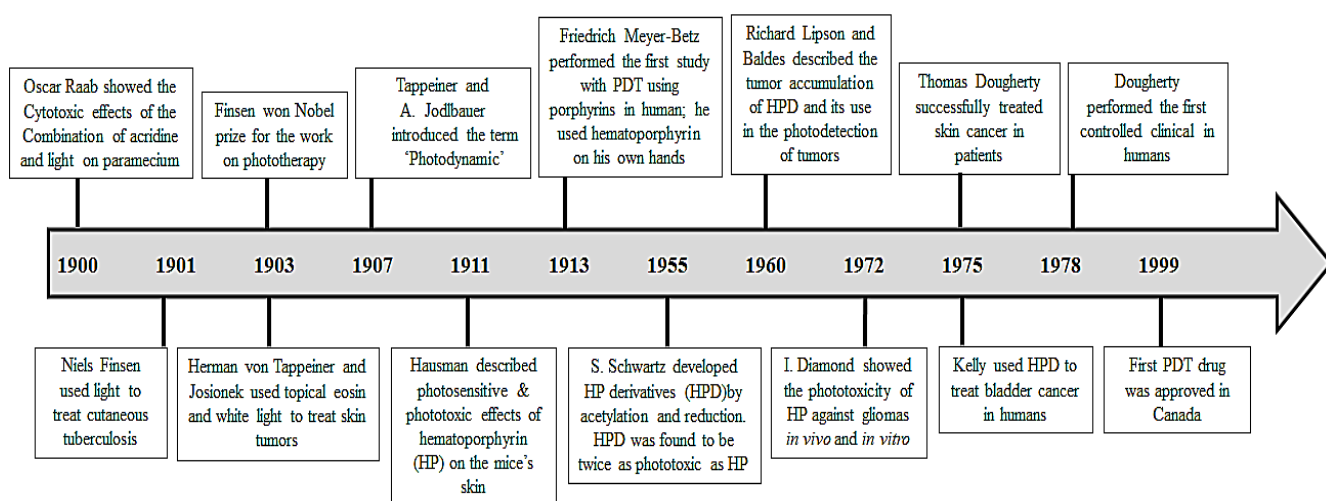 Oscar Raab showed the
Cytotoxic effects of the
Combination of acridine
and light on paramecium
Finsen won Nobel
prize for the work
on phototherapy
Tappeiner and
A. Jodlbauer
introduced the term
‘Photodynamic’
Friedrich Meyer-Betz
performed the first study
with PDT using
porphyrins in human; he
used hematoporphyrin
on his own hands
Richard Lipson and
Baldes described the
tumor accumulation
of HPD and its use
in the photodetection
of tumors
Thomas Dougherty
successfully treated
skin cancer in
patients
Dougherty
performed the first
controlled clinical in
humans
1900 1901 1903 1907 1911 1913 1955 1960 1972 1975 1978 1999
Niels Finsen
used light to
treat cutaneous
tuberculosis
Herman von Tappeiner and
Josionek used topical eosin
and white light to treat skin
tumors
Hausman described
photosensitive &
phototoxic effects of
hematoporphyrin
(HP) on the mice’s
skin
S. Schwartz developed
HP derivatives (HPD)by
acetylation and reduction.
HPD was found to be
twice as phototoxic as HP
I. Diamond showed
the phototoxicity of
HP against gliomas
in vivo and in vitro
Kelly used HPD to
treat bladder cancer
in humans
First PDT drug
was approved in
Canada